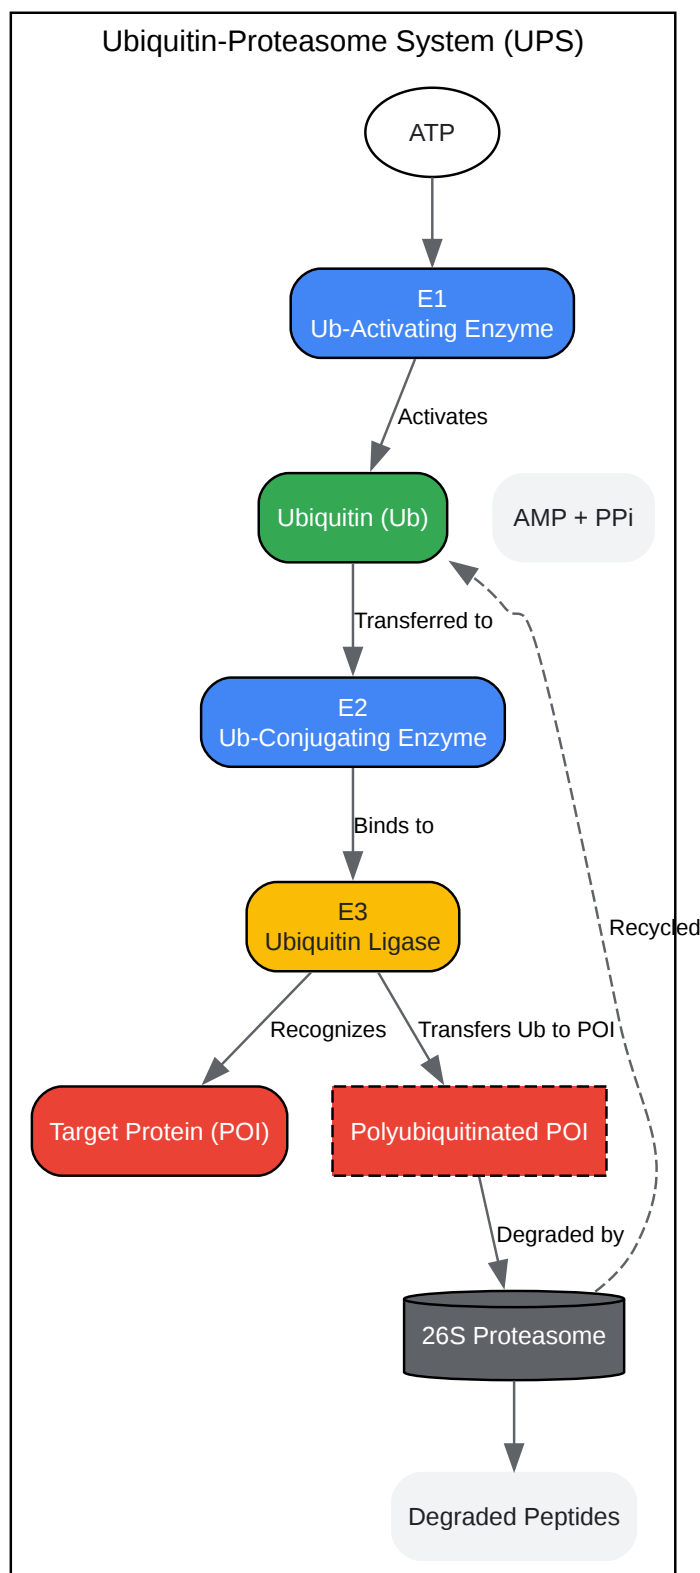 Ubiquitin-Proteasome System (UPS)
ATP
E1
Ub-Activating Enzyme
Activates
Ubiquitin (Ub)
AMP + PPi
Transferred to
E2
Ub-Conjugating Enzyme
Binds to
E3
Ubiquitin Ligase
Recycled
Recognizes
Transfers Ub to POI
Target Protein (POI)
Polyubiquitinated POI
Degraded by
26S Proteasome
Degraded Peptides